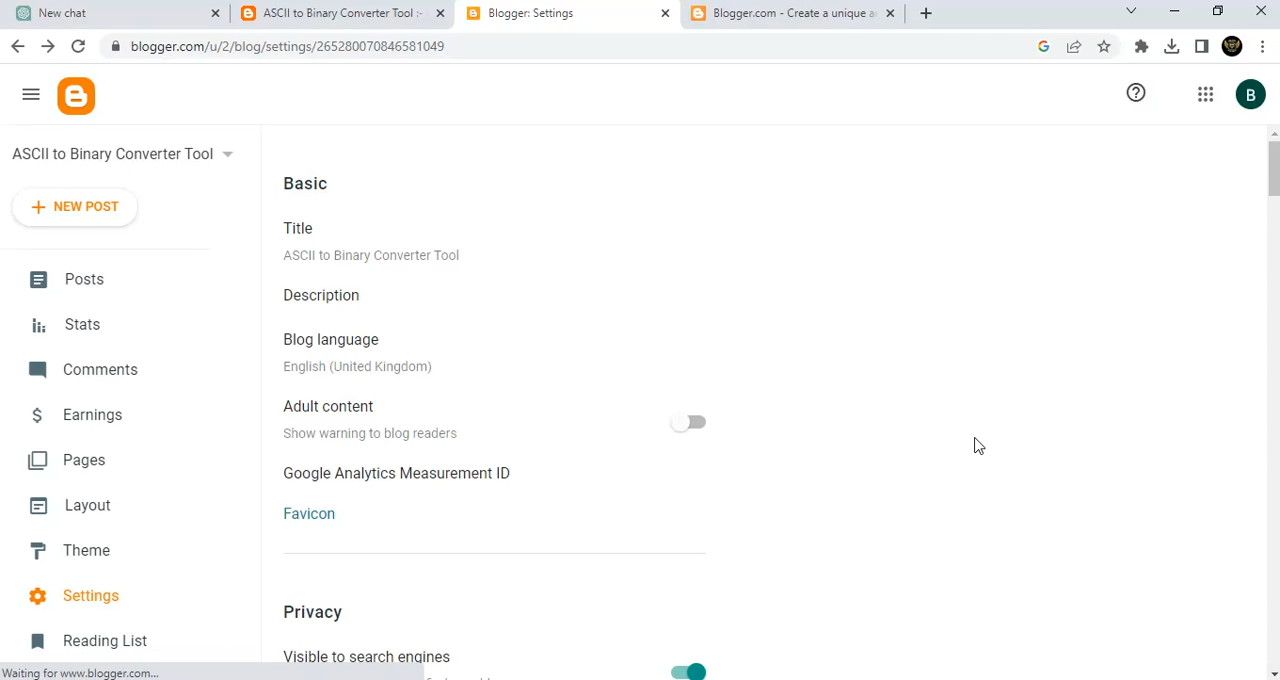 New chat
ASCII to Binary Converter Tool :-
Blogger: Settings
Blogger.com - Create a unique a
blogger.com/u/2/blog/settings/265280070846581049
B
ASCII to Binary Converter Tool
NEW POST
Posts
Stats
Comments
Earnings
Pages
Layout
Theme
Settings
Reading List
Basic
Title
ASCII to Binary Converter Tool
Description
Blog language
English (United Kingdom)
Adult content
Show warning to blog readers
Google Analytics Measurement ID
Favicon
Privacy
Visible to search engines
Waiting for www.blogger.com...